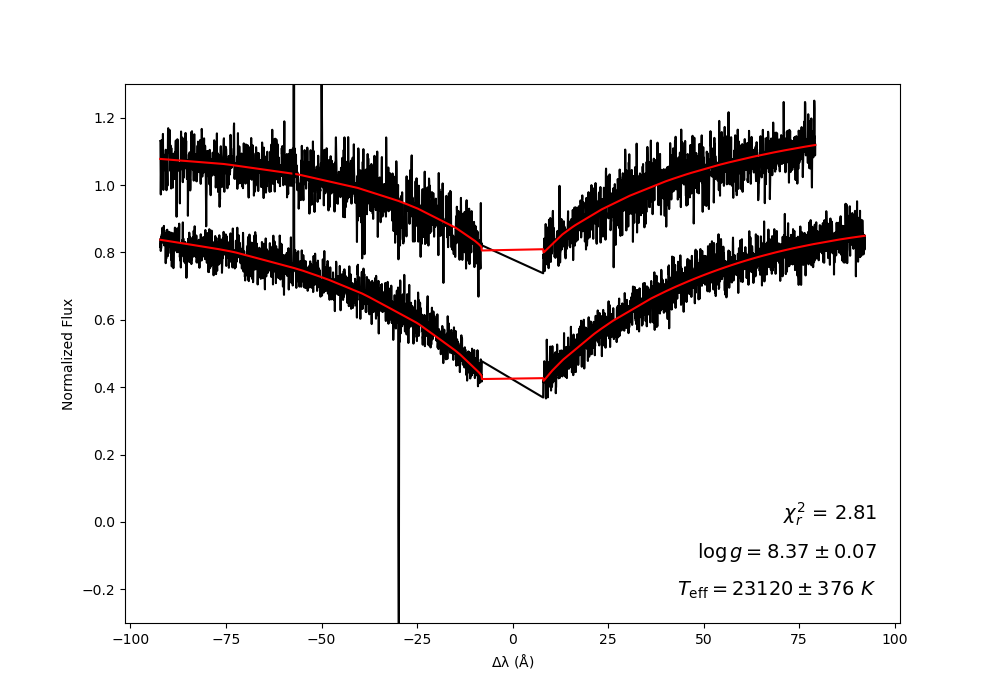 1.2
1.0
0.8
0.6
0.4
0.2
0.0
−0.2
Normalized Flux
χ²ᵣ = 2.81
log g = 8.37 ± 0.07
T_eff = 23120 ± 376 K
−100 −75 −50 −25 0 25 50 75 100
Δλ (Å)